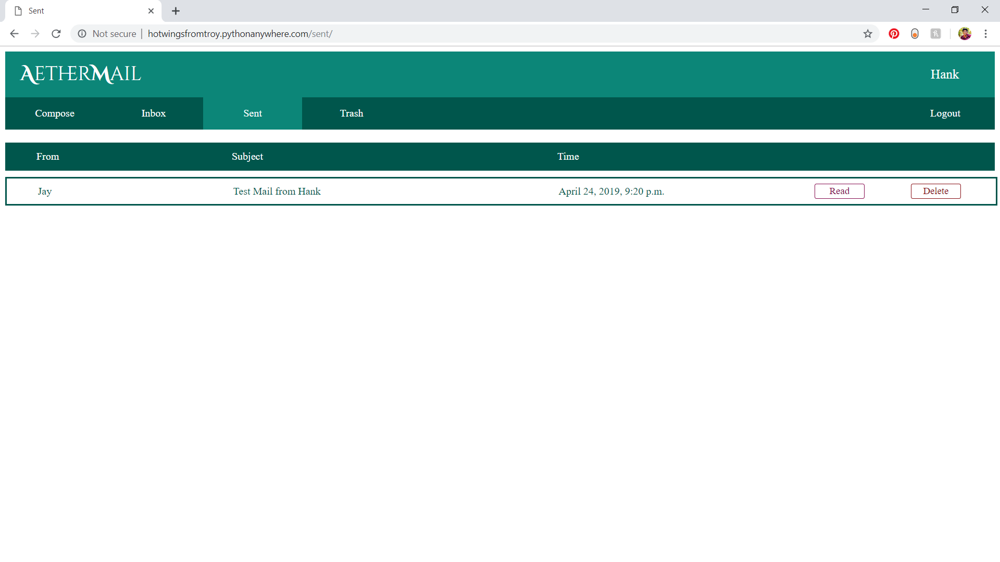 Sent
Not secure | hotwingsfromtroy.pythonanywhere.com/sent/
AETHERMAIL
Hank
Compose Inbox Sent Trash Logout
From Subject Time
Jay Test Mail from Hank April 24, 2019, 9:20 p.m. Read Delete